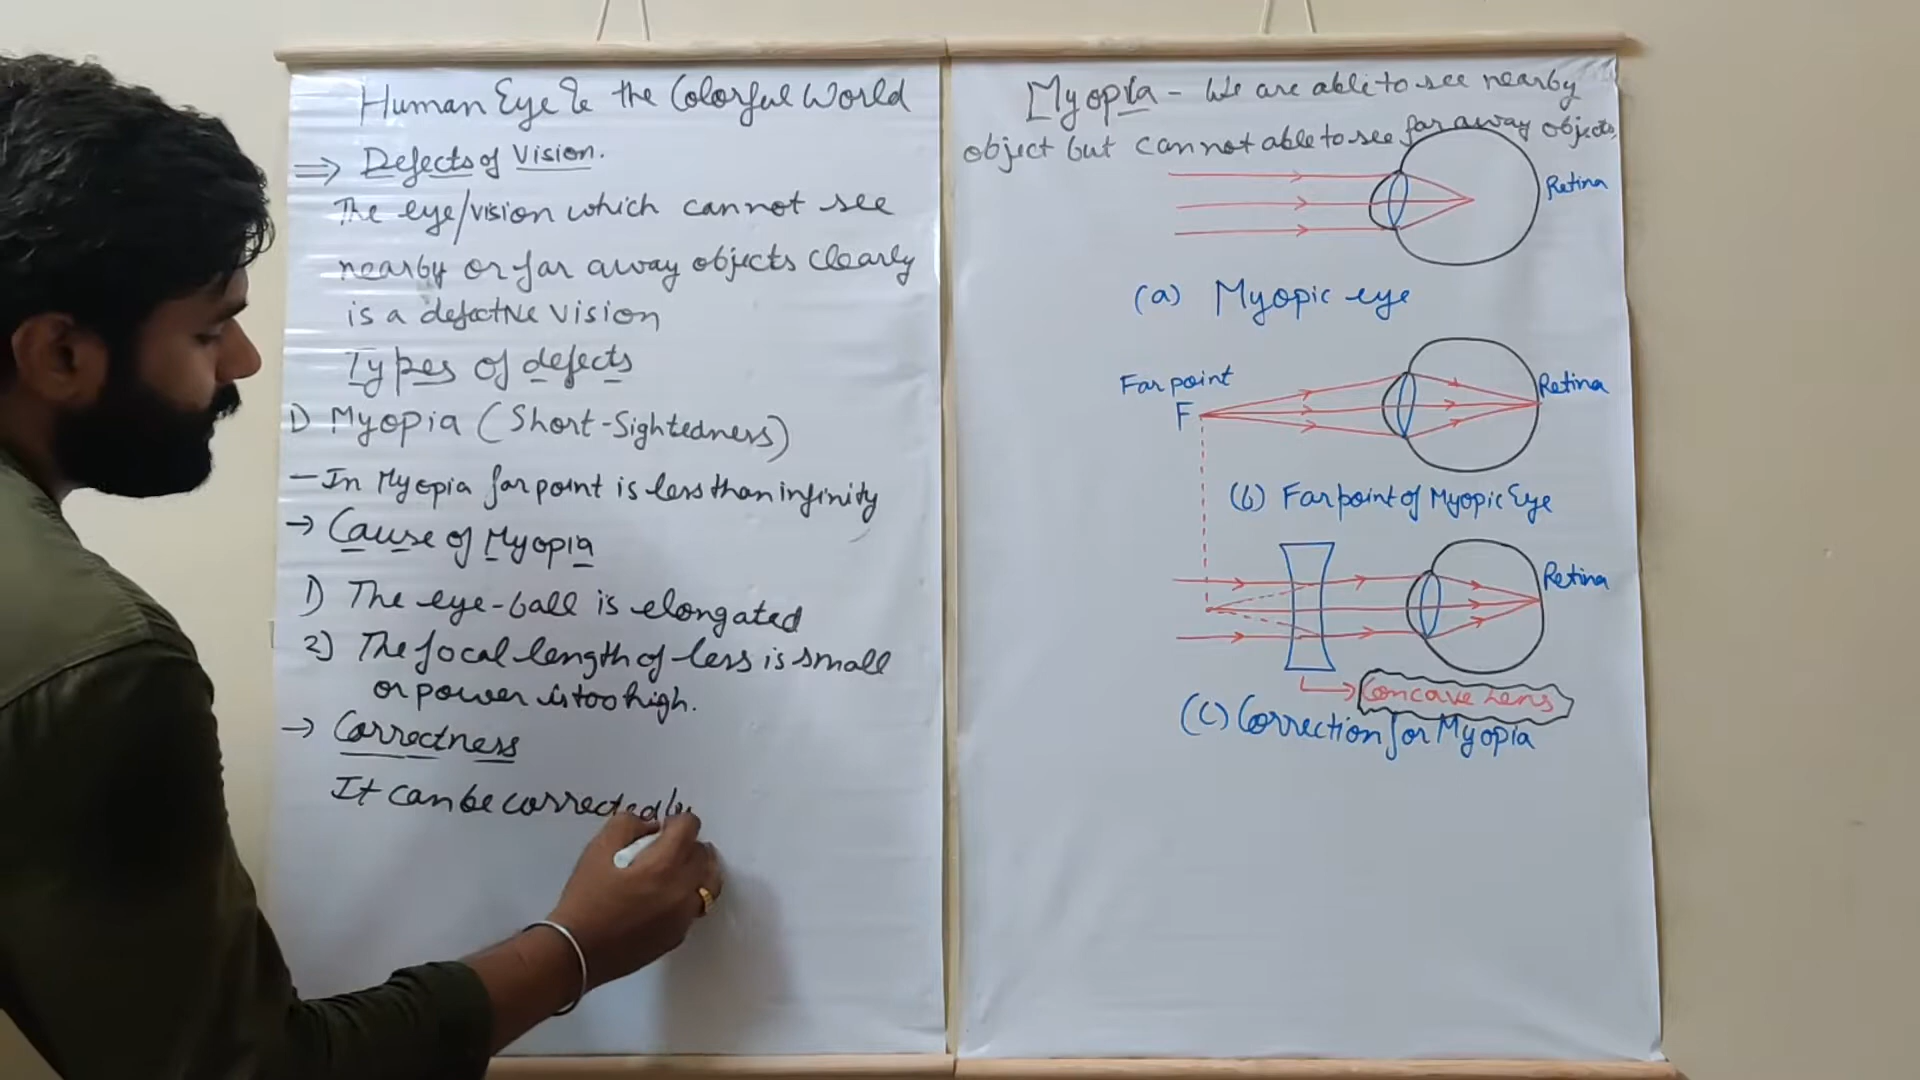 Human Eye & the Colorful World
⇒ Defects of Vision.
The eye/vision which cannot see
nearby or far away objects clearly
is a defective vision
Types of defects
1) Myopia (Short-Sightedness)
- In Myopia far point is less than infinity
→ Cause of Myopia
1) The eye-ball is elongated
2) The focal length of less is small
or power is too high.
→ Correctness
It can be corrected by
Myopia - We are able to see nearby
object but cannot able to see far away objects.
Retina
(a) Myopic eye
Far point
F
Retina
(b) Far point of Myopic Eye
Retina
Concave Lens
(C) Correction for Myopia